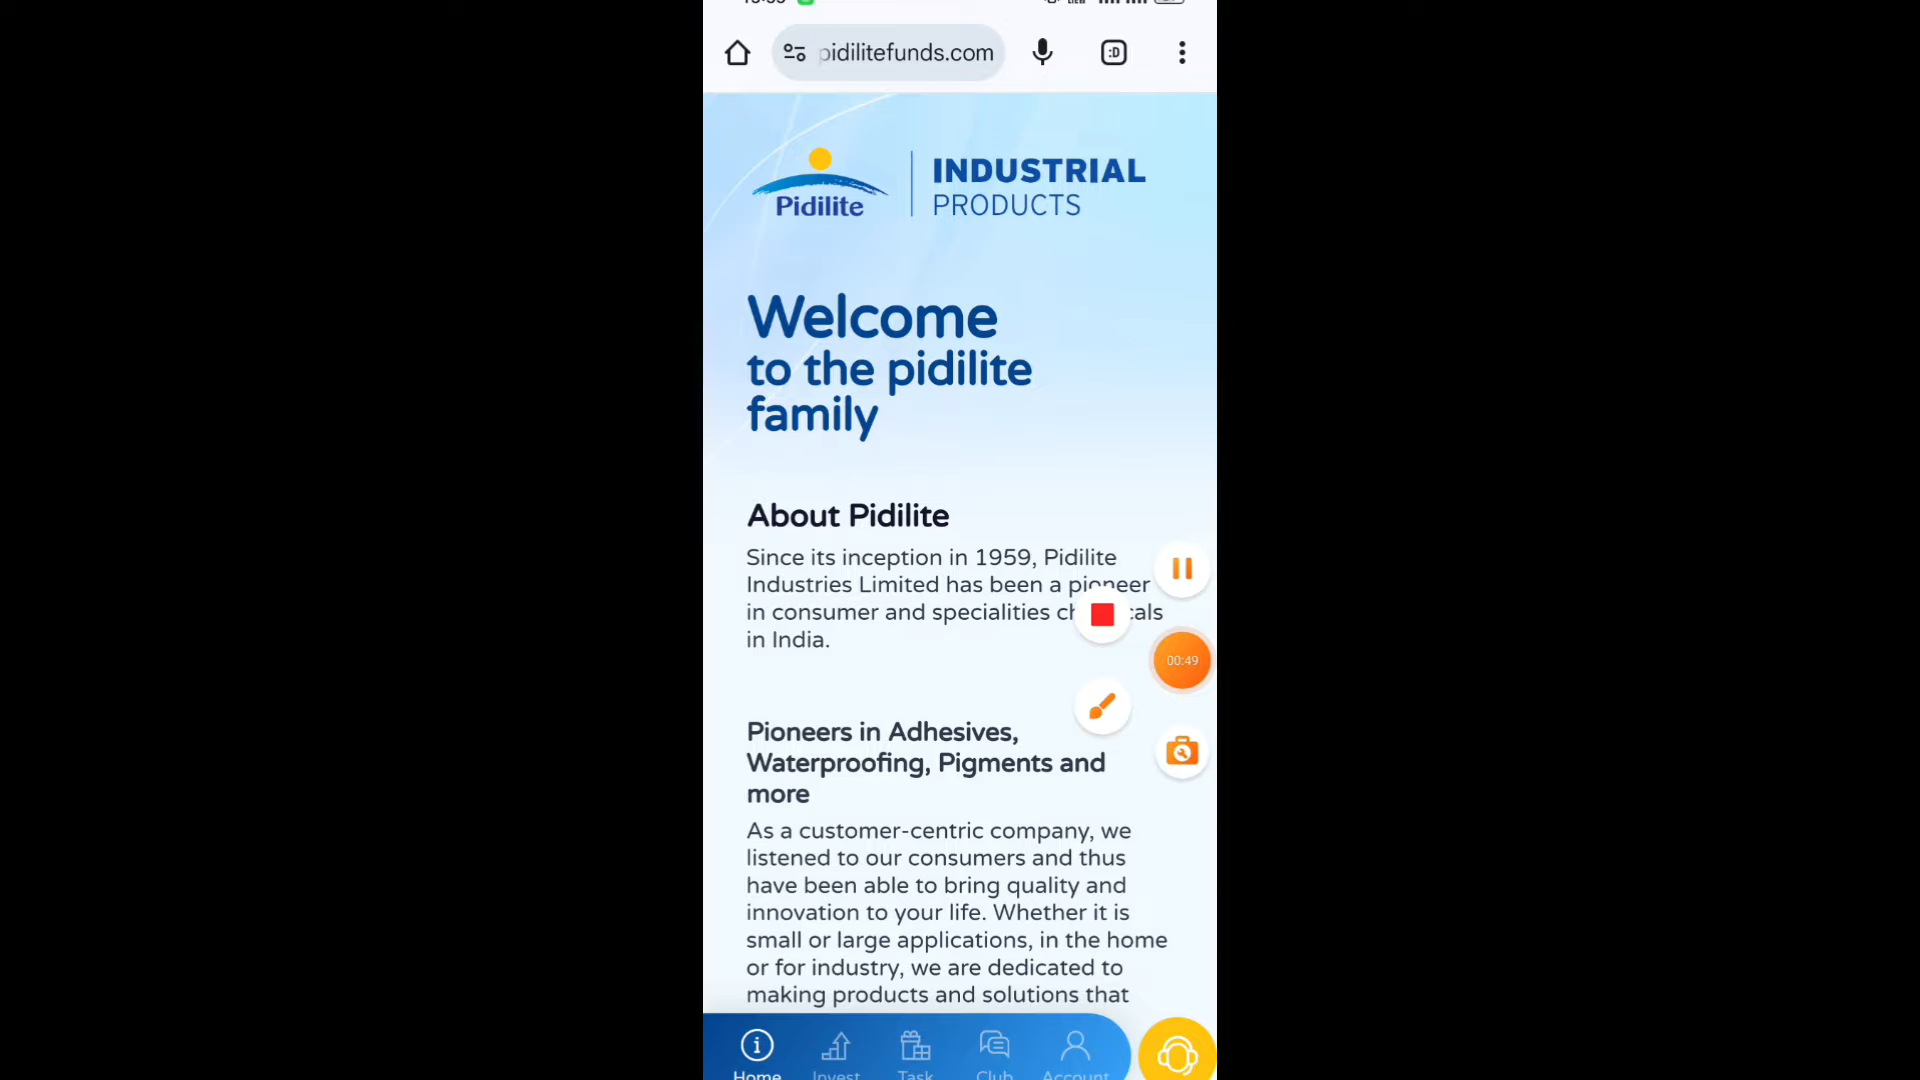 pidilitefunds.com
:D
Pidilite
INDUSTRIAL
PRODUCTS
Welcome
to the pidilite
family
About Pidilite
Since its inception in 1959, Pidilite
Industries Limited has been a pioneer
in consumer and specialities
in India.
00:49
Pioneers in Adhesives,
Waterproofing, Pigments and
more
As a customer-centric company, we
listened to our consumers and thus
have been able to bring quality and
innovation to your life. Whether it is
small or large applications, in the home
or for industry, we are dedicated to
making products and solutions that
Home Invest Task Club Account